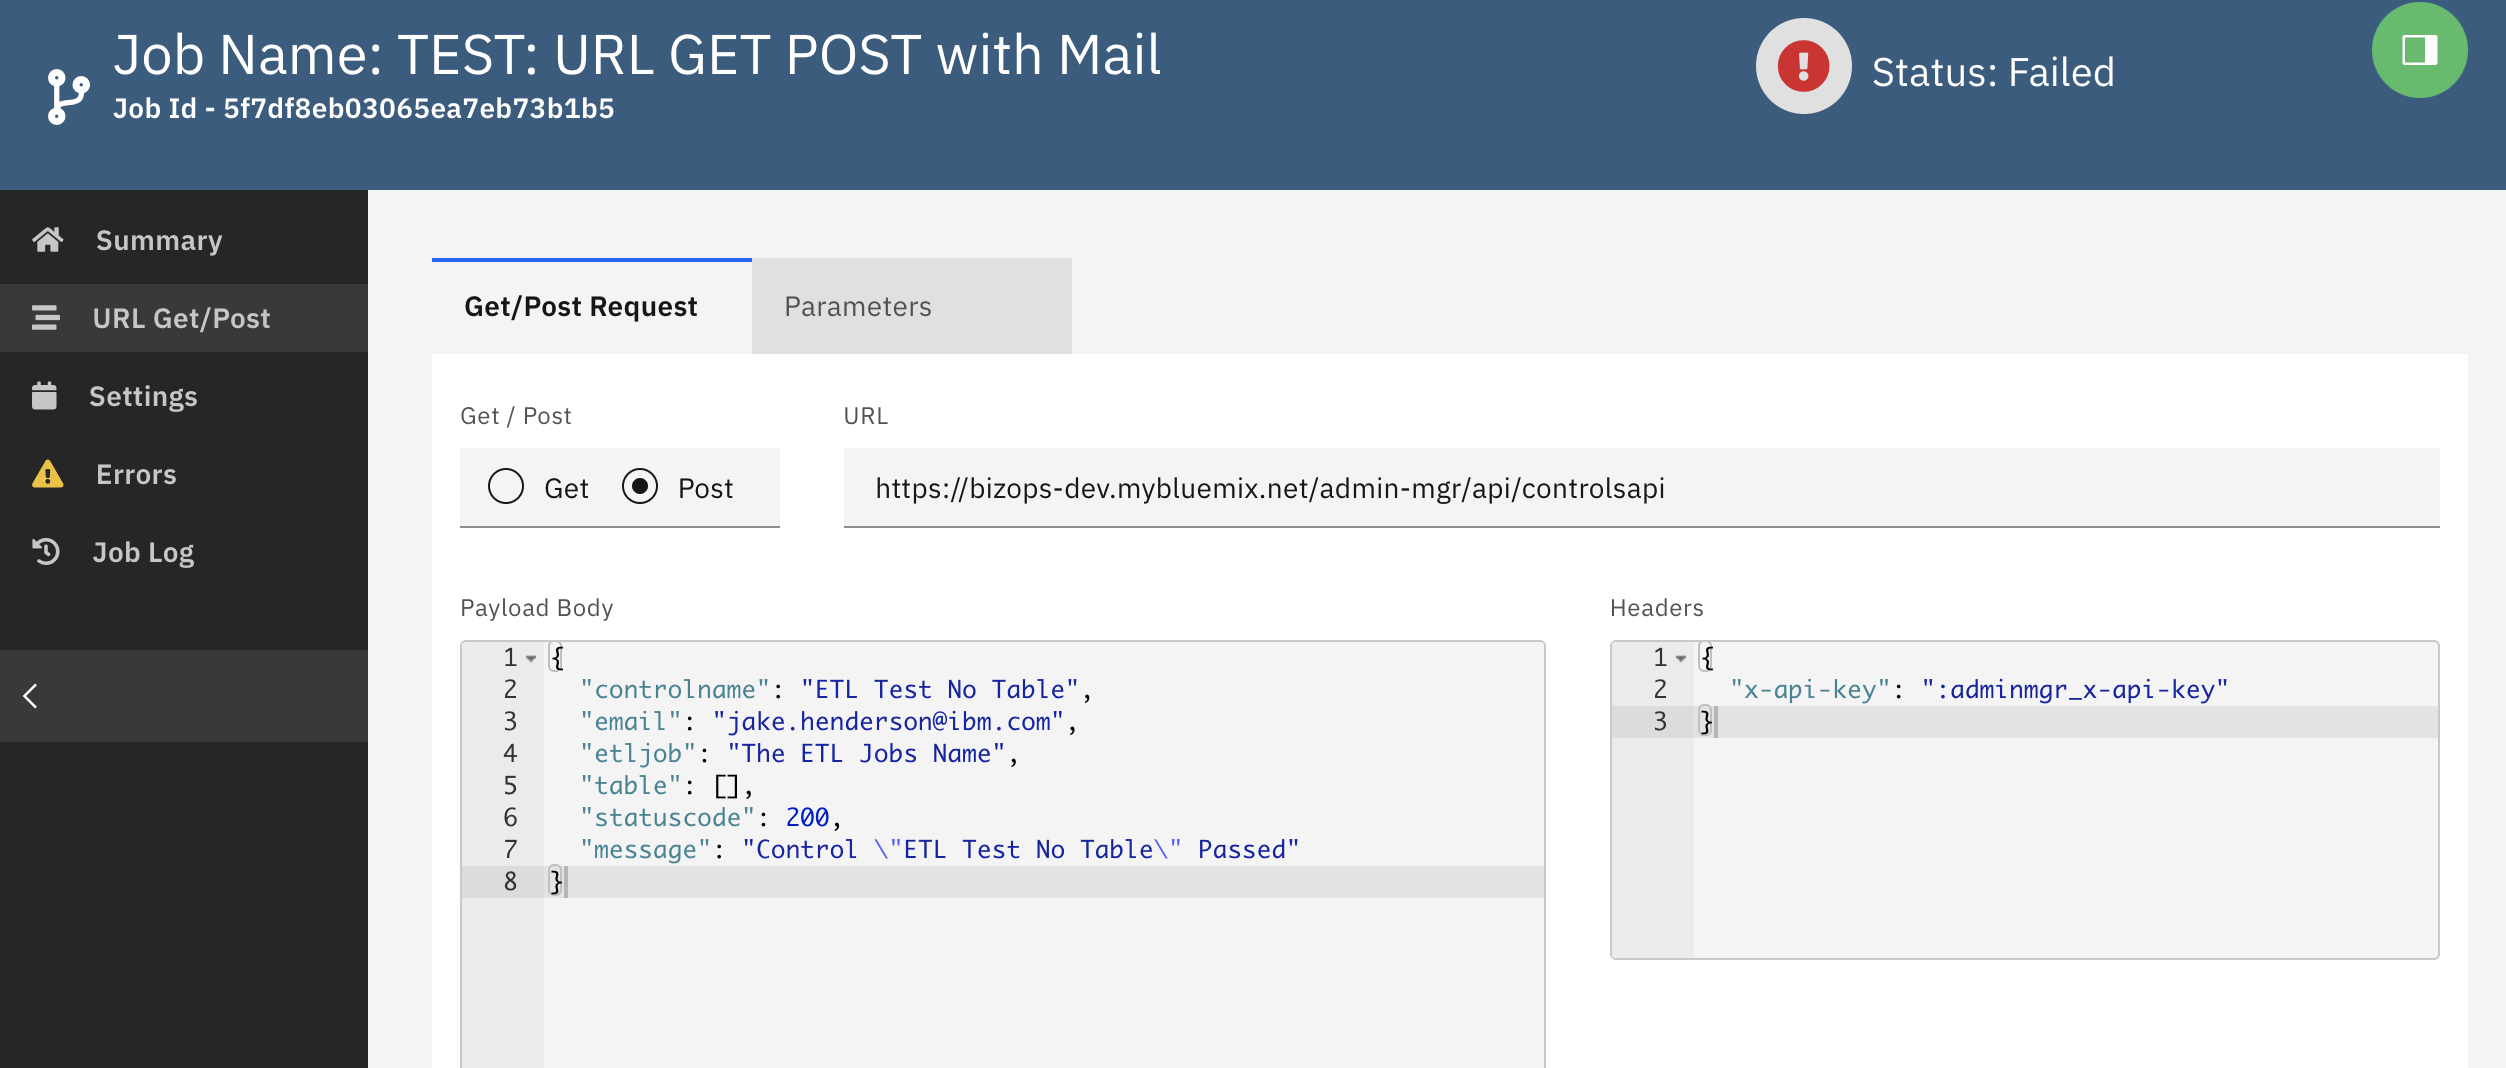 Job Name: TEST: URL GET POST with Mail
Job Id - 5f7df8eb03065ea7eb73b1b5
Status: Failed
Summary
URL Get/Post
Settings
Errors
Job Log
Get/Post Request
Parameters
Get / Post
URL
Get
Post
https://bizops-dev.mybluemix.net/admin-mgr/api/controlsapi
Payload Body
1 {
2 "controlname": "ETL Test No Table",
3 "email": "jake.henderson@ibm.com",
4 "etljob": "The ETL Jobs Name",
5 "table": [],
6 "statuscode": 200,
7 "message": "Control \"ETL Test No Table\" Passed"
8 }
Headers
1 {
2 "x-api-key": ":adminmgr_x-api-key"
3 }